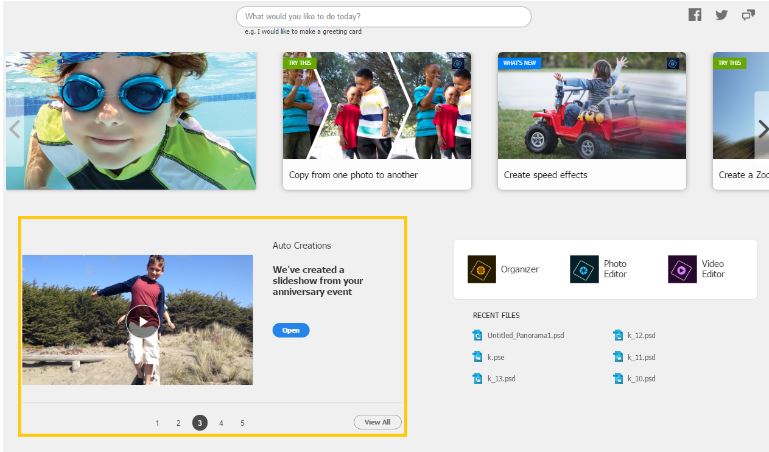 What would you like to do today?
e.g. I would like to make a greeting card
TRY THIS
WHAT'S NEW
TRY THIS
Copy from one photo to another
Create speed effects
Create a Zoo
Auto Creations
We've created a
slideshow from your
anniversary event
Open
1 2 3 4 5
View All
Organizer
Photo
Editor
Video
Editor
RECENT FILES
Untitled_Panorama1.psd
k_12.psd
k.pse
k_11.psd
k_13.psd
k_10.psd